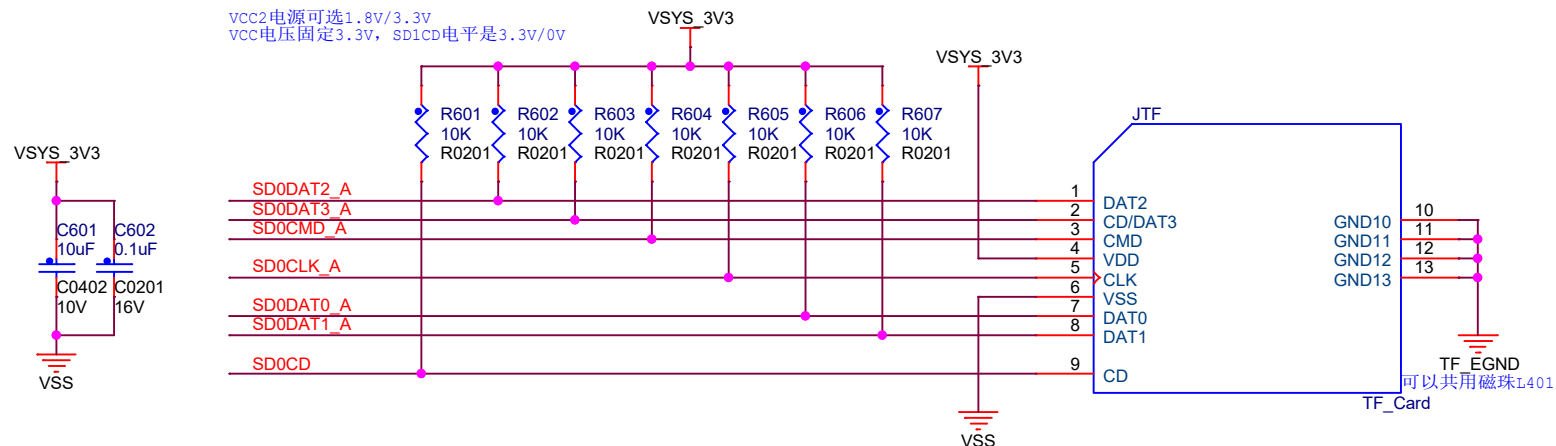 VCC2电源可选1.8V/3.3V
VCC电压固定3.3V，SD1CD电平是3.3V/0V
VSYS_3V3
VSYS_3V3
R601
10K
R0201
R602
10K
R0201
R603
10K
R0201
R604
10K
R0201
R605
10K
R0201
R606
10K
R0201
R607
10K
R0201
JTF
VSYS_3V3
C601
10uF
C0402
10V
C602
0.1uF
C0201
16V
VSS
SD0DAT2_A
SD0DAT3_A
SD0CMD_A
SD0CLK_A
SD0DAT0_A
SD0DAT1_A
SD0CD
1 DAT2
2 CD/DAT3
3 CMD
4 VDD
5 CLK
6 VSS
7 DAT0
8 DAT1
9 CD
GND10 10
GND11 11
GND12 12
GND13 13
VSS
TF_EGND
可以共用磁珠L401
TF_Card